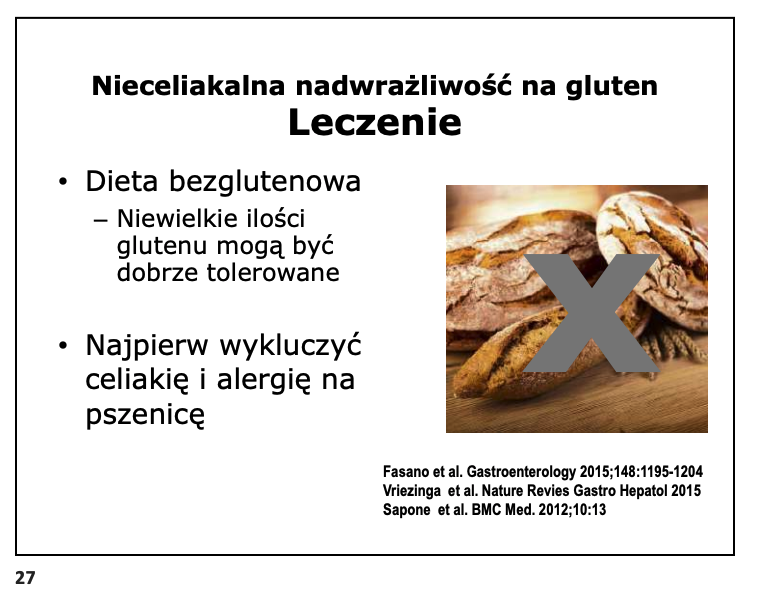 Nieceliakalna nadwrażliwość na gluten
Leczenie
• Dieta bezglutenowa
– Niewielkie ilości
glutenu mogą być
dobrze tolerowane
• Najpierw wykluczyć
celiakię i alergię na
pszenicę
X
Fasano et al. Gastroenterology 2015;148:1195-1204
Vriezinga et al. Nature Revies Gastro Hepatol 2015
Sapone et al. BMC Med. 2012;10:13
27